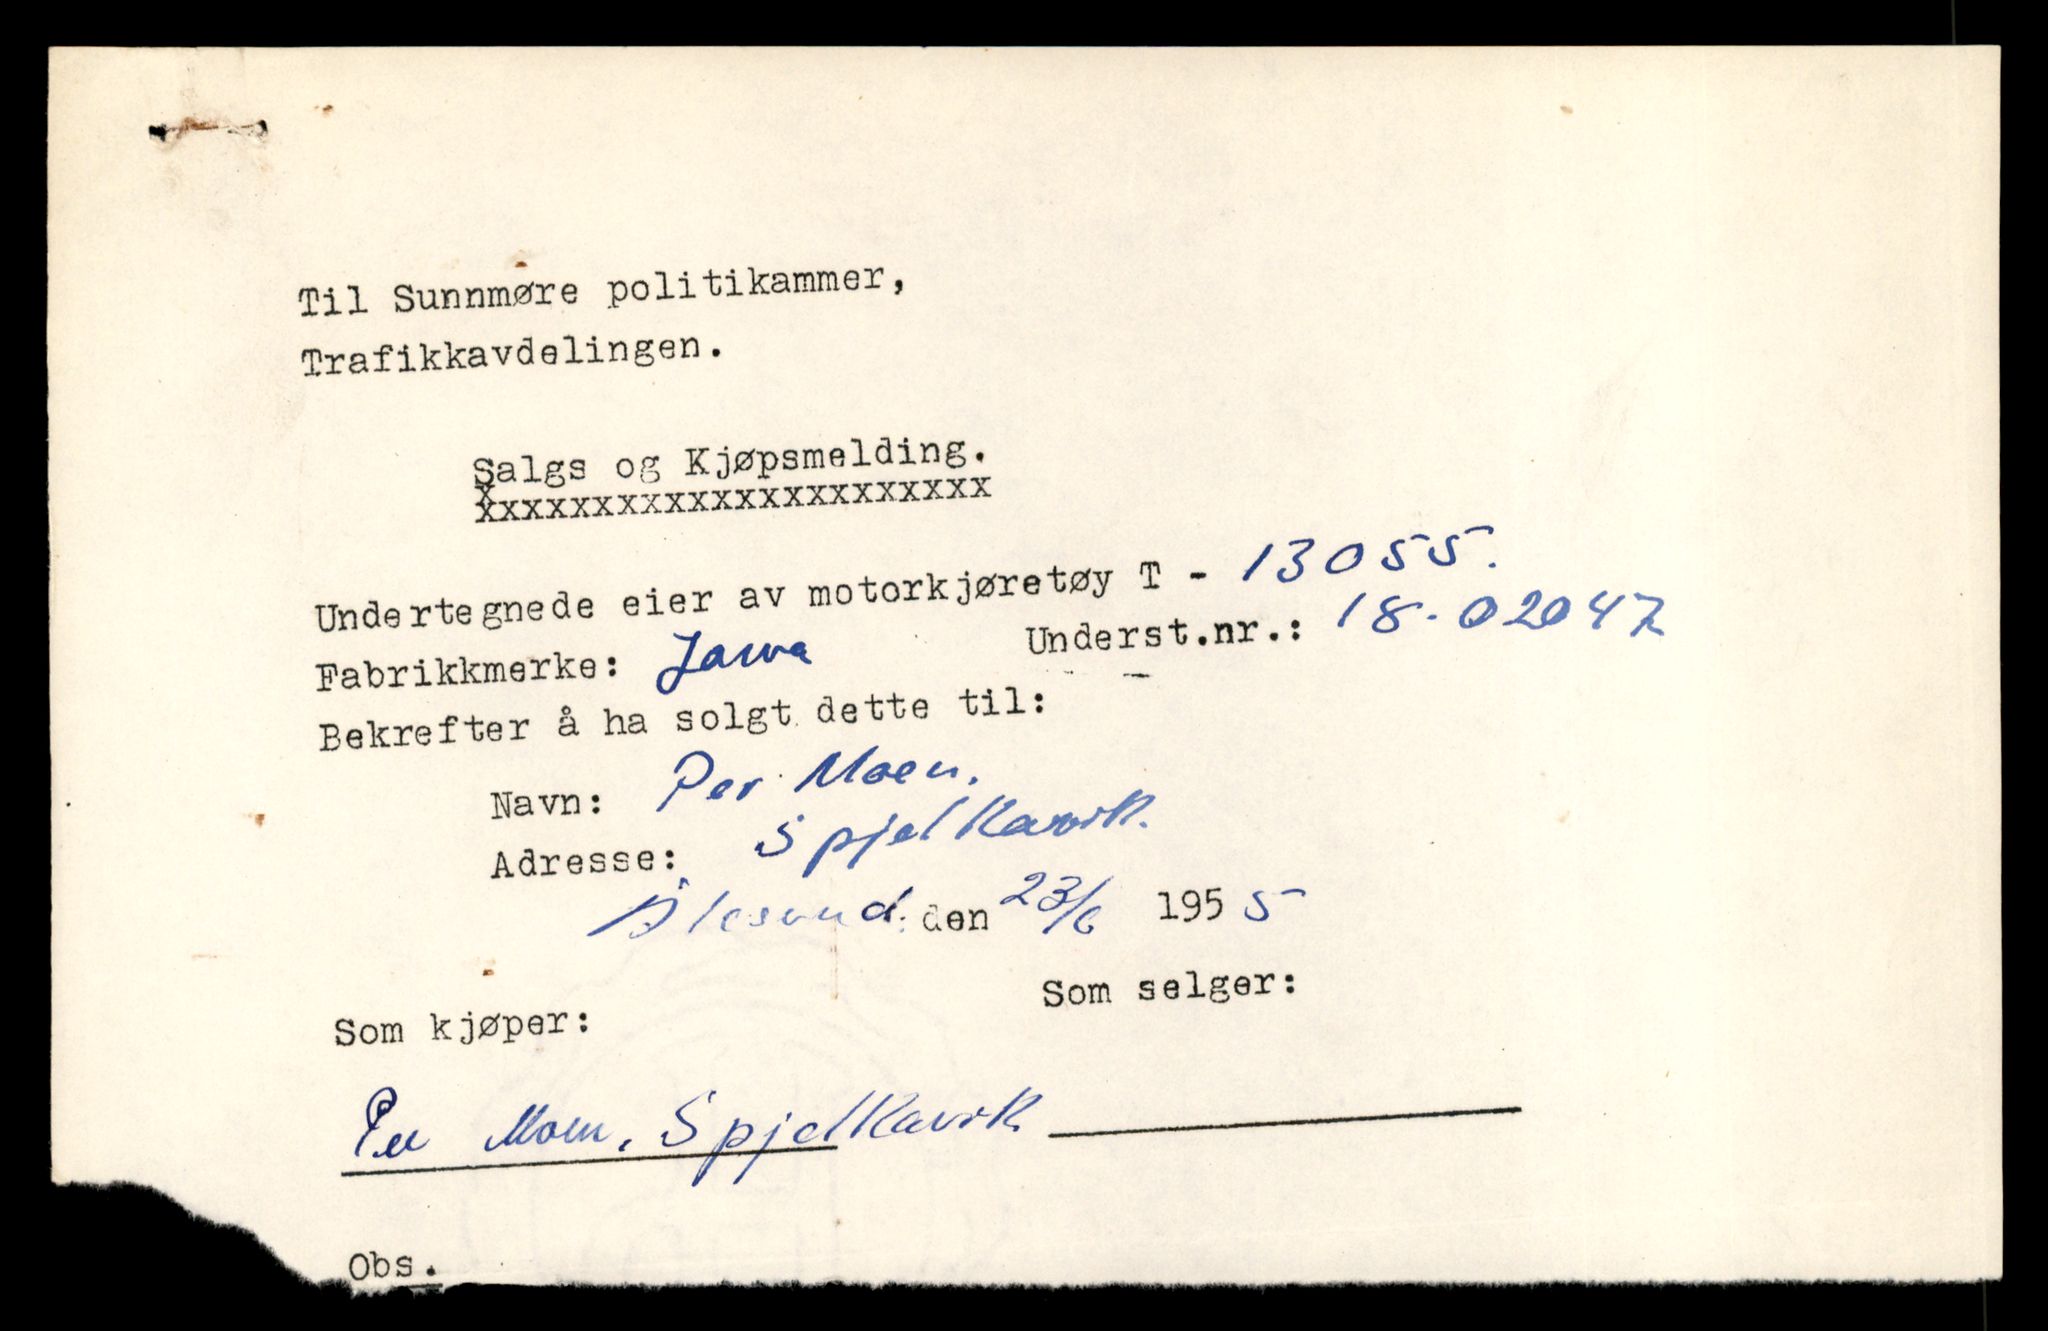 Til Sunnmøre politikammer,
Trafikkavdelingen.
Salgs og Kjøpsmelding.
xxxxxxxxxxxxxxxxxxxxxx
Undertegnede eier av motorkjøretøy T - 13055.
Fabrikkmerke: Jawa Underst.nr.: 18-02047
Bekrefter å ha solgt dette til:
Navn: Per Moen.
Adresse: Spjelkavik.
Ålesund. den 23/6 1955
Som kjøper: Som selger:
Per Moen, Spjelkavik
Obs.